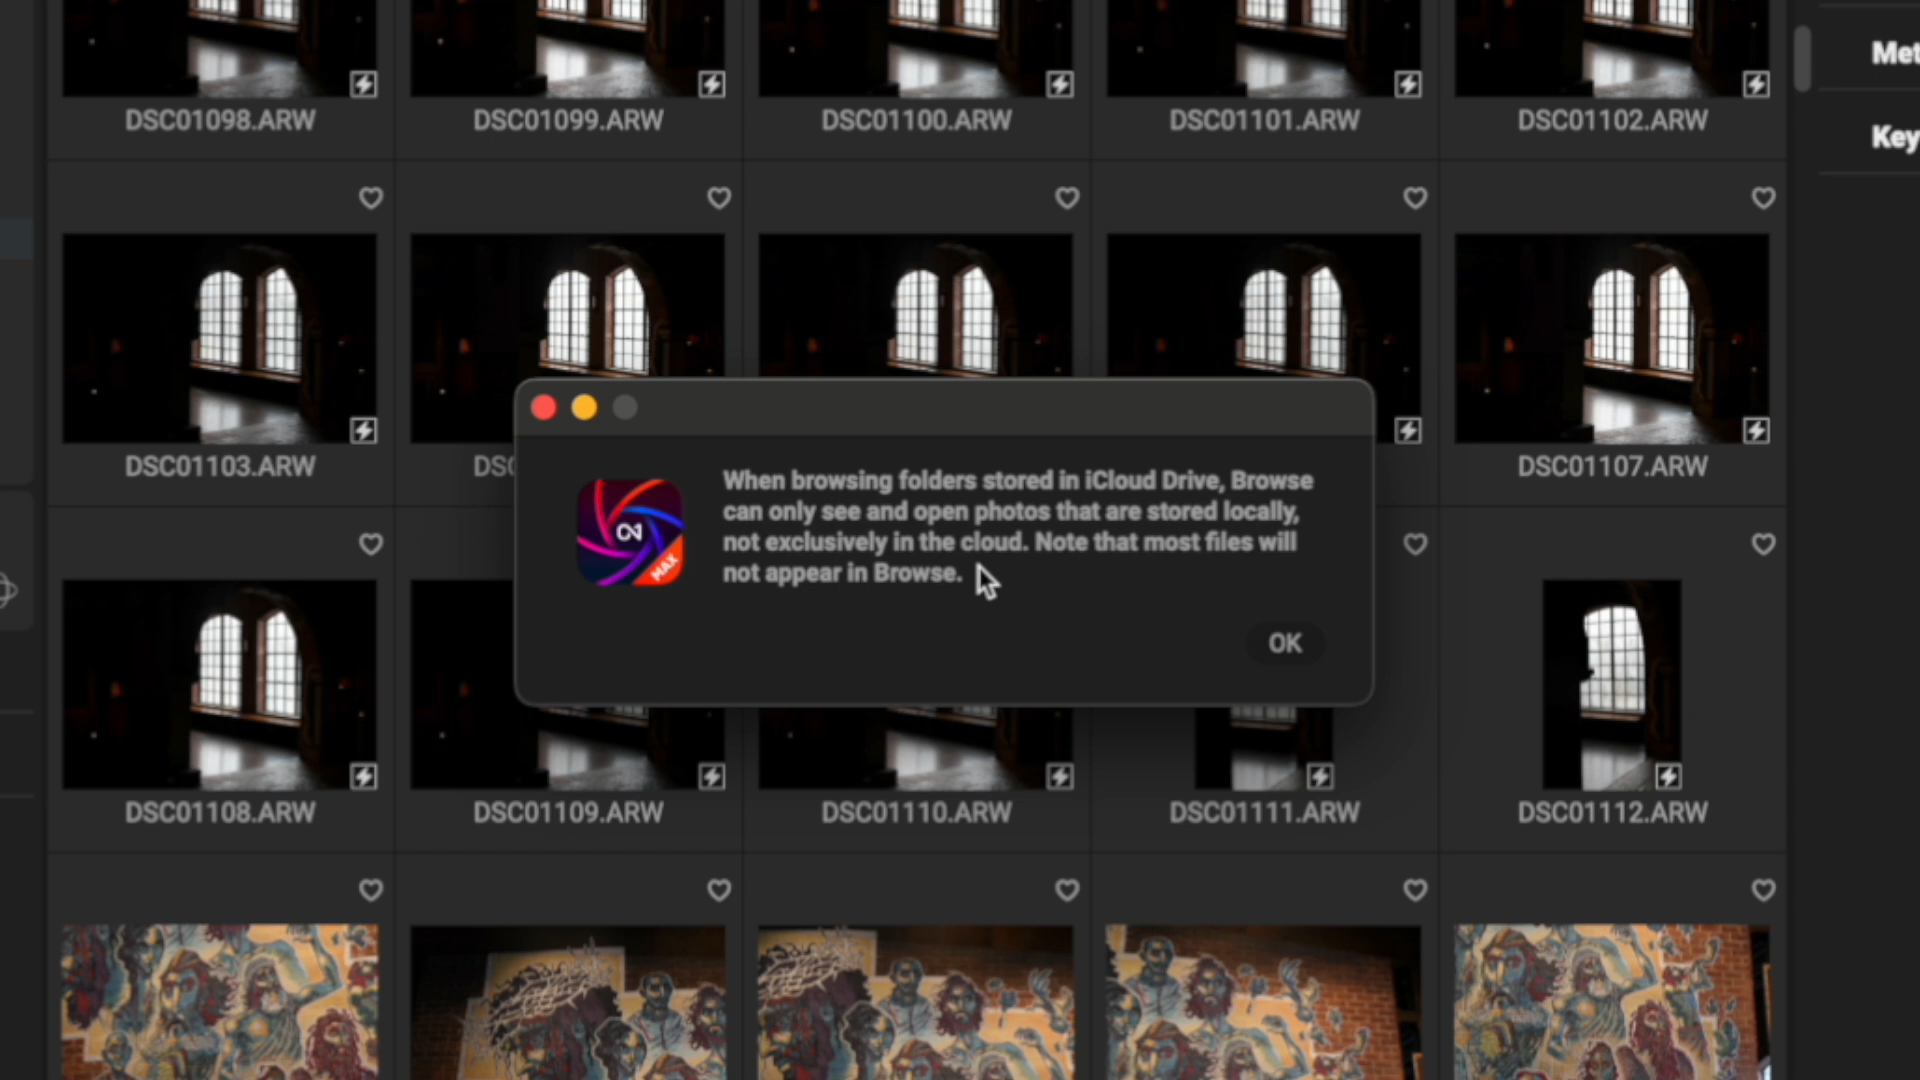 DSC01098.ARW
DSC01099.ARW
DSC01100.ARW
DSC01101.ARW
DSC01102.ARW
Met
Key
DSC01103.ARW
DSC
DSC01107.ARW
When browsing folders stored in iCloud Drive, Browse
can only see and open photos that are stored locally,
not exclusively in the cloud. Note that most files will
not appear in Browse.
ON
MAX
OK
DSC01108.ARW
DSC01109.ARW
DSC01110.ARW
DSC01111.ARW
DSC01112.ARW